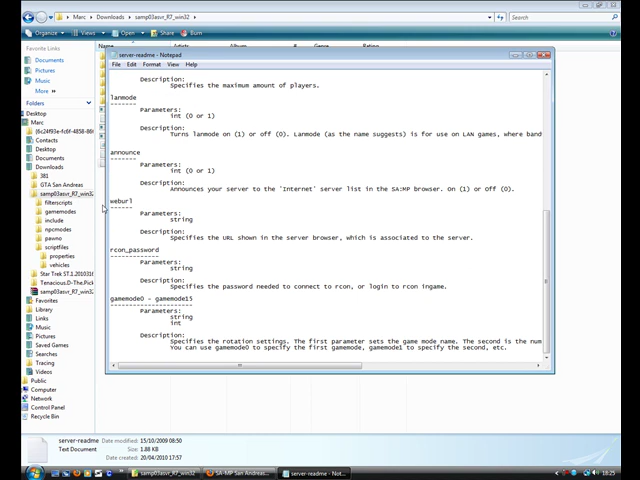 Marc
Downloads
samp03asvr_R7_win32
Search
Organize
Views
Open
Share
Burn
Favorite Links
Documents
Pictures
Music
More
Folders
Desktop
Marc
Contacts
Desktop
Documents
Downloads
381
GTA San Andreas
samp03asvr_R7_win32
filterscripts
gamemodes
include
npcmodes
pawno
scriptfiles
properties
vehicles
Star Trek ST.1.2010316
Tenacious.D-The.Pick
samp03asvr_R7_win32
Favorites
Library
Links
Music
Pictures
Saved Games
Searches
Tracing
Videos
Public
Computer
Network
Control Panel
Recycle Bin
Name Artists Album Genre Rating
server-readme - Notepad
File Edit Format View Help
Description:
Specifies the maximum amount of players.
lanmode
-------
Parameters:
int (0 or 1)
Description:
Turns lanmode on (1) or off (0). Lanmode (as the name suggests) is for use on LAN games, where band
announce
-------
Parameters:
int (0 or 1)
Description:
Announces your server to the 'Internet' server list in the SA:MP browser. On (1) or off (0).
weburl
------
Parameters:
string
Description:
Specifies the URL shown in the server browser, which is associated to the server.
rcon_password
-------------
Parameters:
string
Description:
Specifies the password needed to connect to rcon, or login to rcon ingame.
gamemode0 - gamemode15
----------------------
Parameters:
string
int
Description:
Specifies the rotation settings. The first parameter sets the game mode name. The second is the num
You can use gamemode0 to specify the first gamemode, gamemode1 to specify the second, etc.
server-readme Date modified: 15/10/2009 08:50
Text Document Size: 1.88 KB
Date created: 20/04/2010 17:57
samp03asvr_R7_win32
SA-MP San Andreas...
server-readme - Not...
18:25